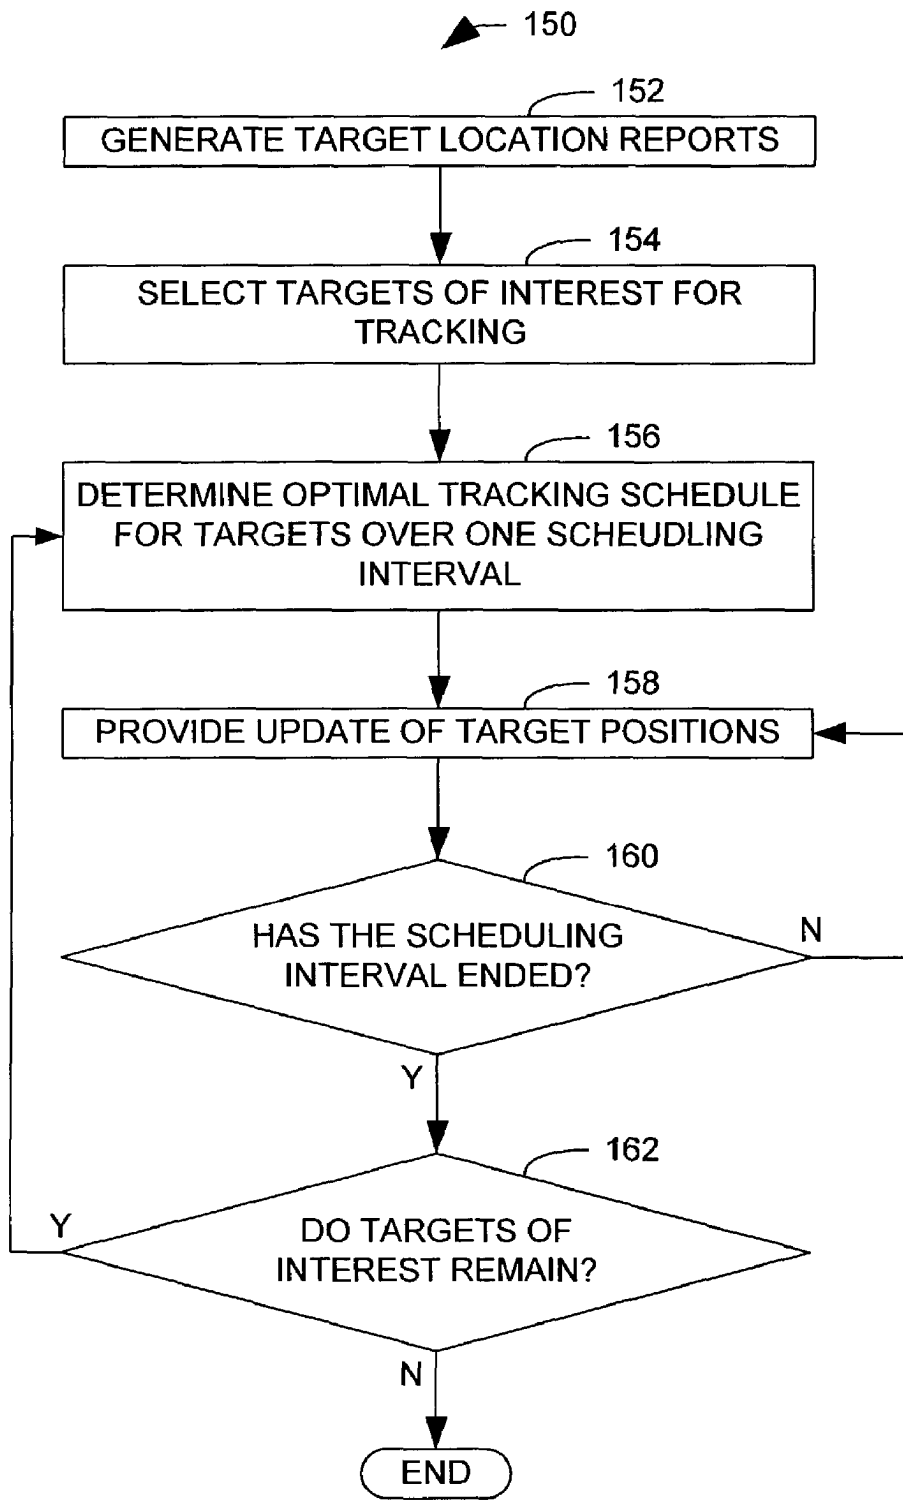 150
152
GENERATE TARGET LOCATION REPORTS
154
SELECT TARGETS OF INTEREST FOR
TRACKING
156
DETERMINE OPTIMAL TRACKING SCHEDULE
FOR TARGETS OVER ONE SCHEUDLING
INTERVAL
158
PROVIDE UPDATE OF TARGET POSITIONS
160
HAS THE SCHEDULING
INTERVAL ENDED?
N
Y
162
DO TARGETS OF
INTEREST REMAIN?
Y
N
END